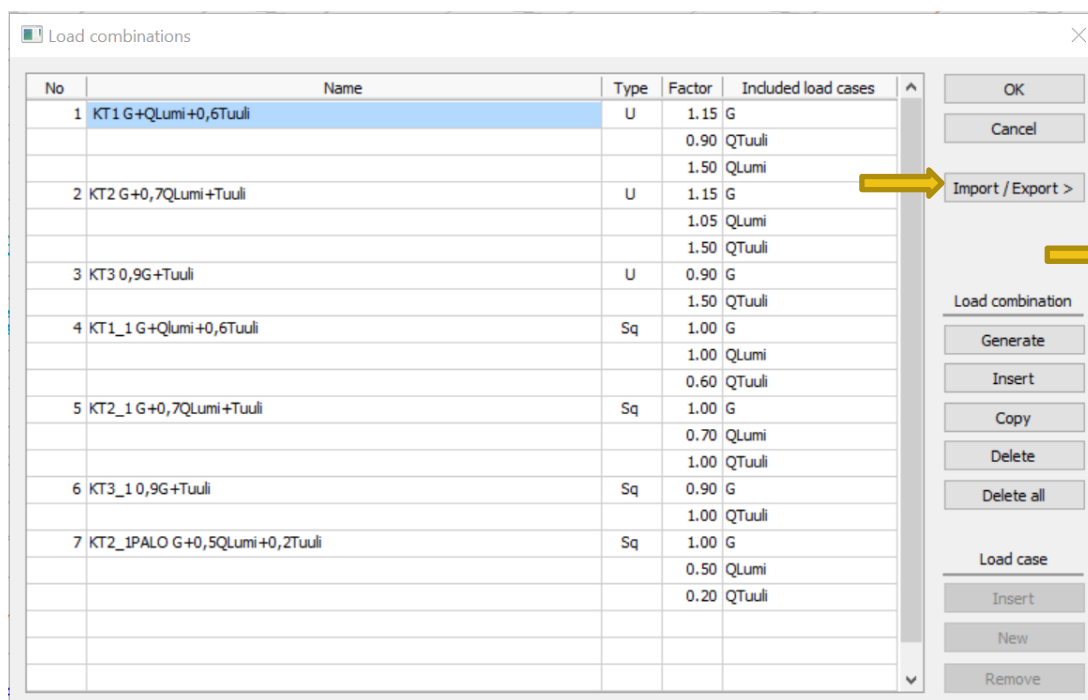 Load combinations
No Name Type Factor Included load cases
1 KT1 G+QLumi+0,6Tuuli U 1.15 G
0.90 QTuuli
1.50 QLumi
2 KT2 G+0,7QLumi+Tuuli U 1.15 G
1.05 QLumi
1.50 QTuuli
3 KT3 0,9G+Tuuli U 0.90 G
1.50 QTuuli
4 KT1_1 G+Qlumi+0,6Tuuli Sq 1.00 G
1.00 QLumi
0.60 QTuuli
5 KT2_1 G+0,7QLumi+Tuuli Sq 1.00 G
0.70 QLumi
1.00 QTuuli
6 KT3_1 0,9G+Tuuli Sq 0.90 G
1.00 QTuuli
7 KT2_1PALO G+0,5QLumi+0,2Tuuli Sq 1.00 G
0.50 QLumi
0.20 QTuuli
OK
Cancel
Import / Export >
Load combination
Generate
Insert
Copy
Delete
Delete all
Load case
Insert
New
Remove